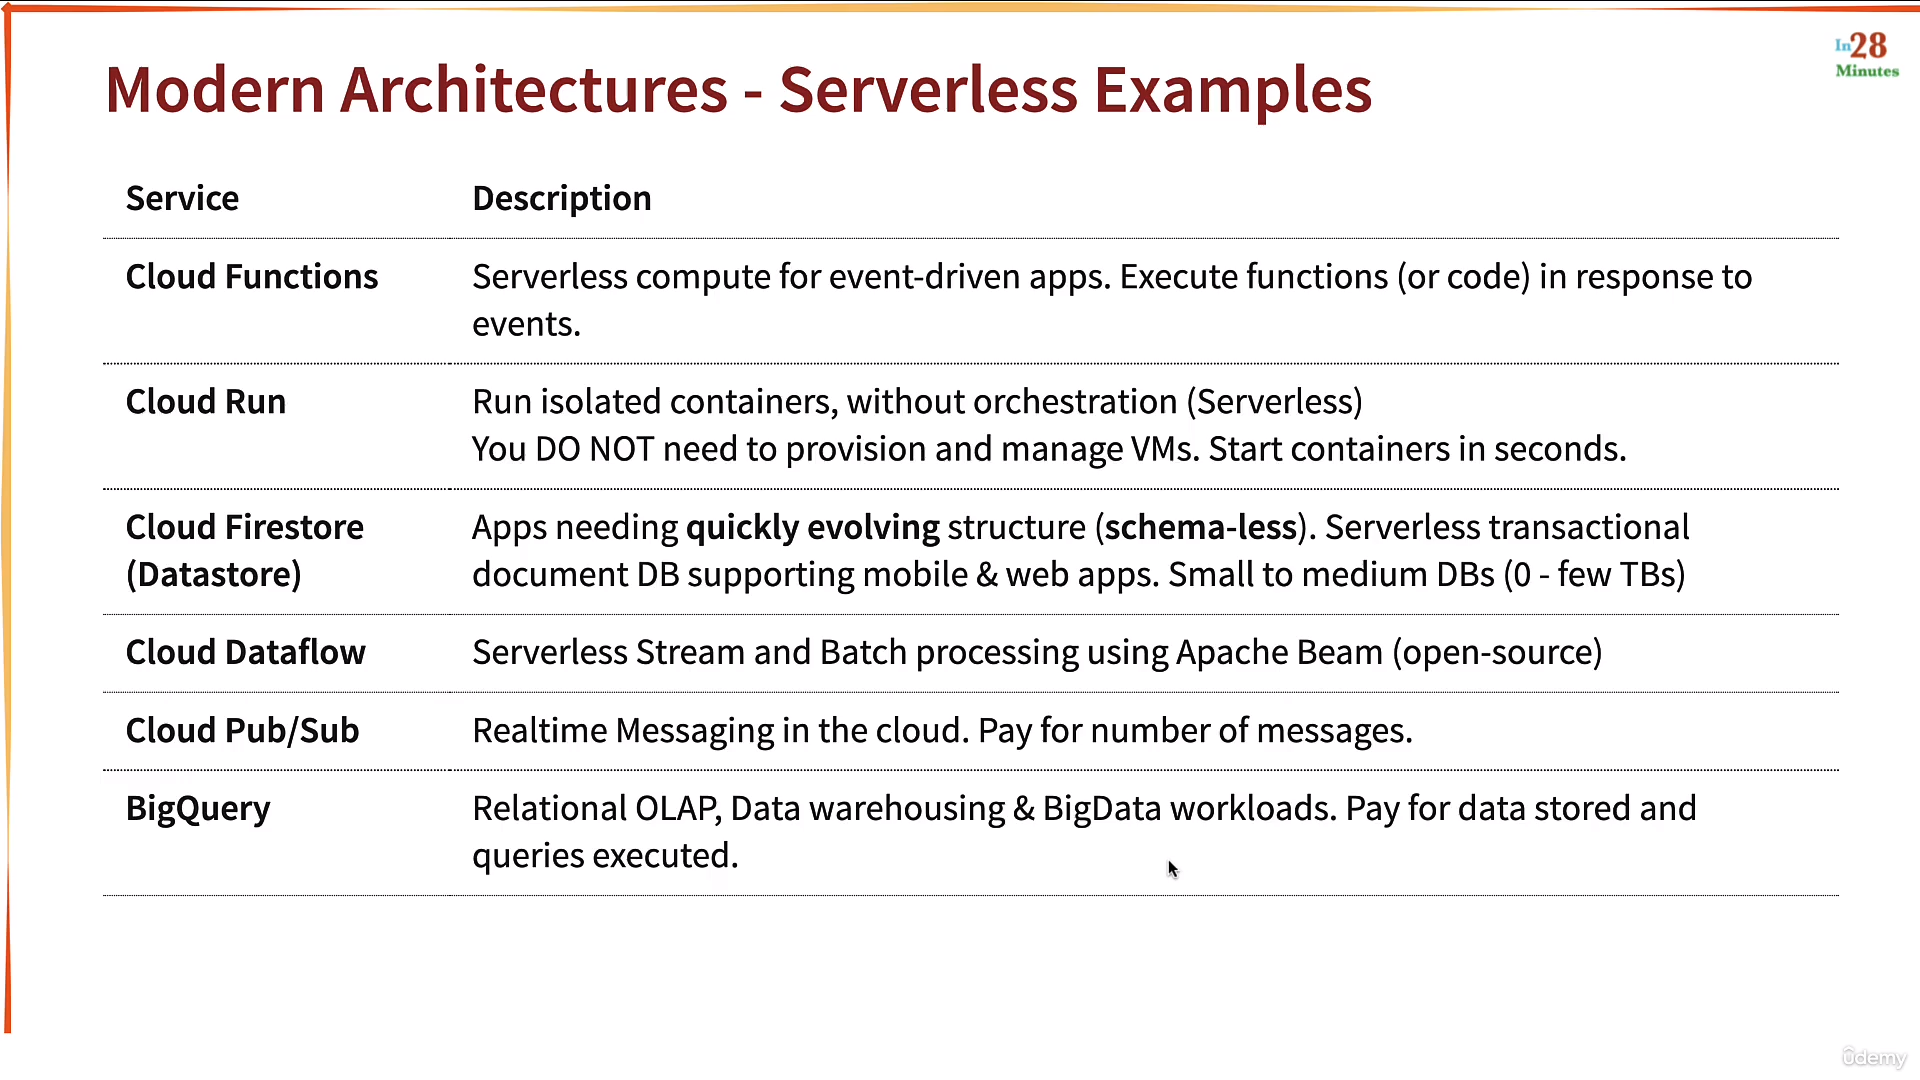 Modern Architectures - Serverless Examples
In28
Minutes
Service Description
Cloud Functions Serverless compute for event-driven apps. Execute functions (or code) in response to
events.
Cloud Run Run isolated containers, without orchestration (Serverless)
You DO NOT need to provision and manage VMs. Start containers in seconds.
Cloud Firestore Apps needing quickly evolving structure (schema-less). Serverless transactional
(Datastore) document DB supporting mobile & web apps. Small to medium DBs (0 - few TBs)
Cloud Dataflow Serverless Stream and Batch processing using Apache Beam (open-source)
Cloud Pub/Sub Realtime Messaging in the cloud. Pay for number of messages.
BigQuery Relational OLAP, Data warehousing & BigData workloads. Pay for data stored and
queries executed.
ûdemy